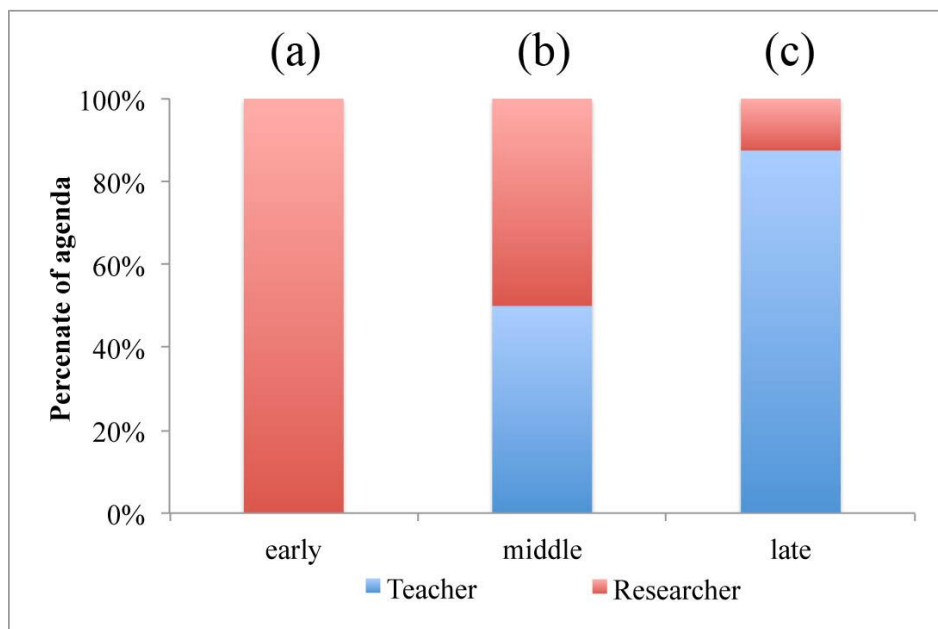 (a) (b) (c)
100%
80%
60%
40%
20%
0%
Percenate of agenda
early middle late
Teacher Researcher